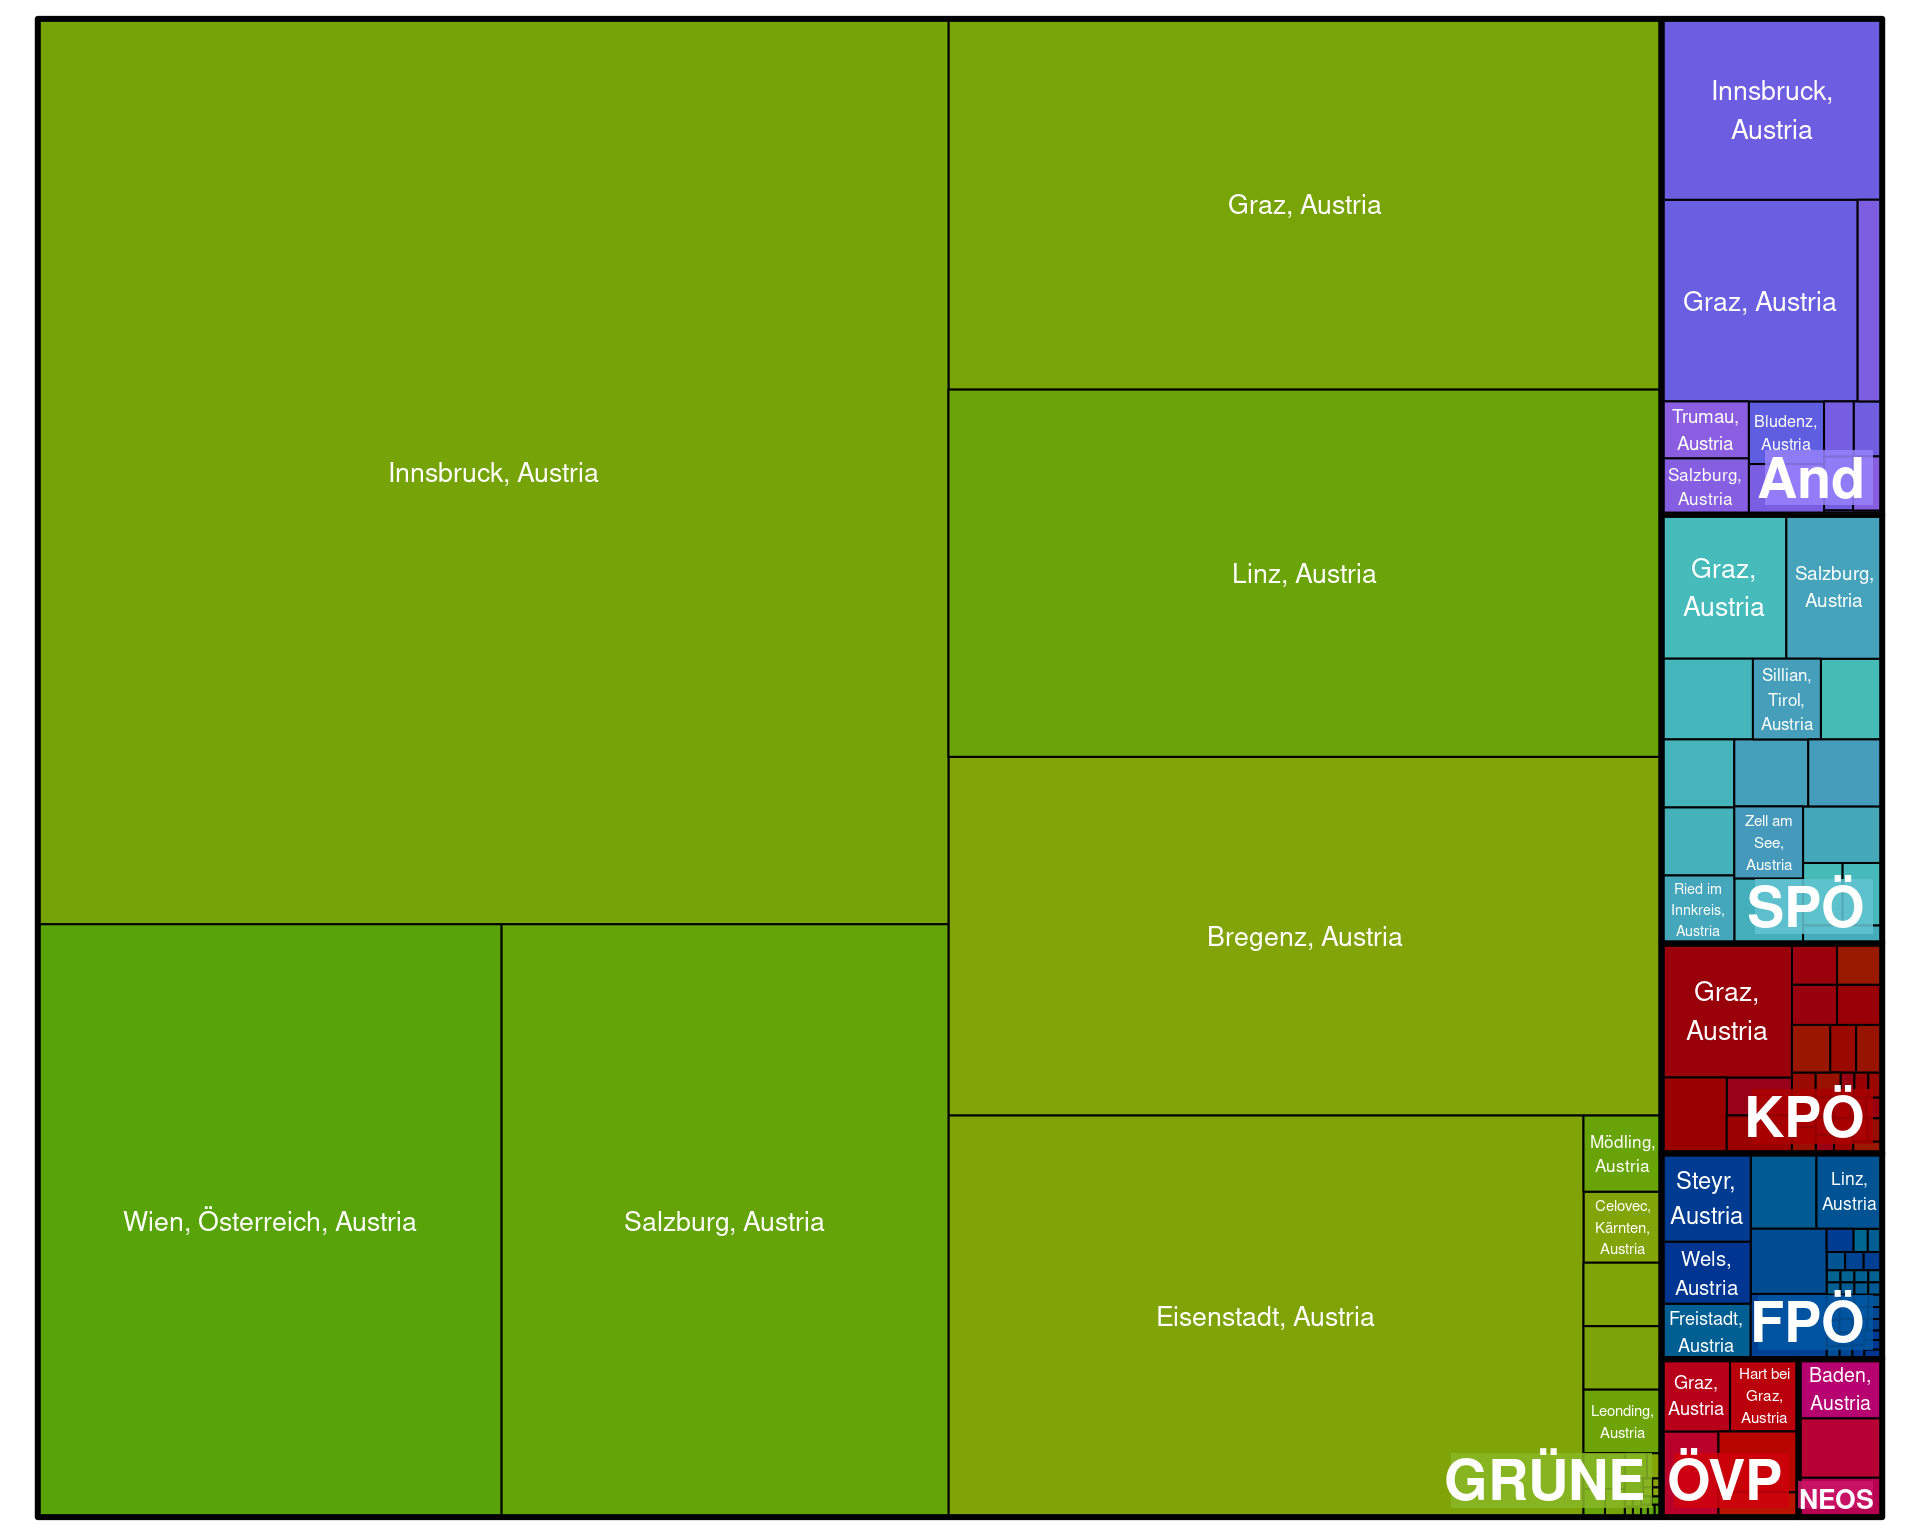 Innsbruck, Austria
Wien, Österreich, Austria
Salzburg, Austria
Graz, Austria
Linz, Austria
Bregenz, Austria
Eisenstadt, Austria
Mödling,
Austria
Celovec,
Kärnten,
Austria
Leonding,
Austria
GRÜNE
Innsbruck,
Austria
Graz, Austria
Trumau,
Austria
Bludenz,
Austria
Salzburg,
Austria
And
Graz,
Austria
Salzburg,
Austria
Sillian,
Tirol,
Austria
Zell am
See,
Austria
Ried im
Innkreis,
Austria
SPÖ
Graz,
Austria
KPÖ
Steyr,
Austria
Linz,
Austria
Wels,
Austria
Freistadt,
Austria
FPÖ
Graz,
Austria
Hart bei
Graz,
Austria
ÖVP
Baden,
Austria
NEOS